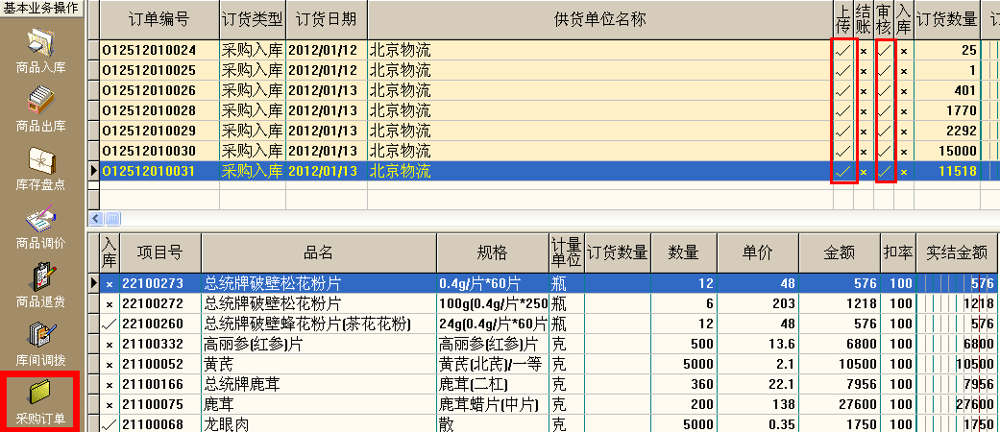 基本业务操作
商品入库
商品出库
库存盘点
商品调价
商品退货
库间调拨
采购订单
订单编号 订货类型 订货日期 供货单位名称 上传 结账 审核 入库 订货数量
012512010024 采购入库 2012/01/12 北京物流 ✓ × ✓ × 25
012512010025 采购入库 2012/01/12 北京物流 ✓ × ✓ × 1
012512010026 采购入库 2012/01/13 北京物流 ✓ × ✓ × 401
012512010028 采购入库 2012/01/13 北京物流 ✓ × ✓ × 1770
012512010029 采购入库 2012/01/13 北京物流 ✓ × ✓ × 2292
012512010030 采购入库 2012/01/13 北京物流 ✓ × ✓ × 15000
012512010031 采购入库 2012/01/13 北京物流 ✓ × ✓ × 11518
入库 项目号 品名 规格 计量单位 订货数量 数量 单价 金额 扣率 实结金额
× 22100273 总统牌破壁松花粉片 0.4g/片*60片 瓶 12 48 576 100 576
× 22100272 总统牌破壁松花粉片 100g(0.4g/片*250 瓶 6 203 1218 100 1218
✓ 22100260 总统牌破壁蜂花粉片(茶花花粉) 24g(0.4g/片*60片 瓶 12 48 576 100 576
× 21100332 高丽参(红参)片 高丽参(红参)片 克 500 13.6 6800 100 6800
× 21100052 黄芪 黄芪(北芪)/一等 克 5000 2.1 10500 100 10500
× 21100166 总统牌鹿茸 鹿茸(二杠) 克 360 22.1 7956 100 7956
× 21100075 鹿茸 鹿茸蜡片(中片) 克 200 138 27600 100 27600
✓ 21100068 龙眼肉 散 克 5000 0.35 1750 100 1750